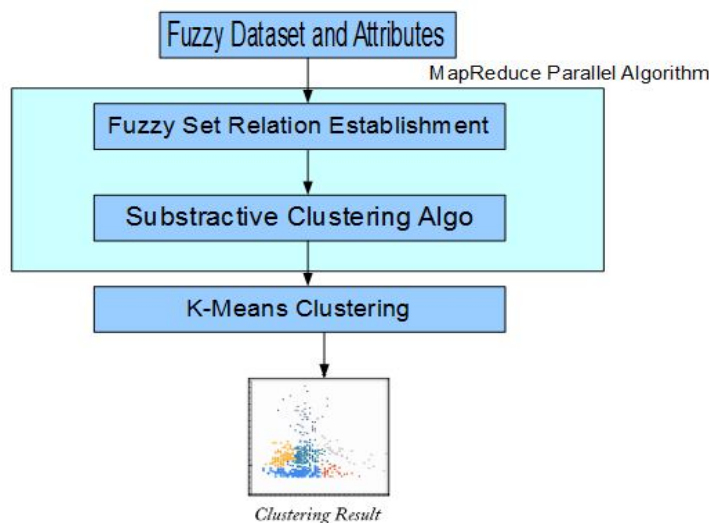 Fuzzy Dataset and Attributes
MapReduce Parallel Algorithm
Fuzzy Set Relation Establishment
Substractive Clustering Algo
K-Means Clustering
Clustering Result